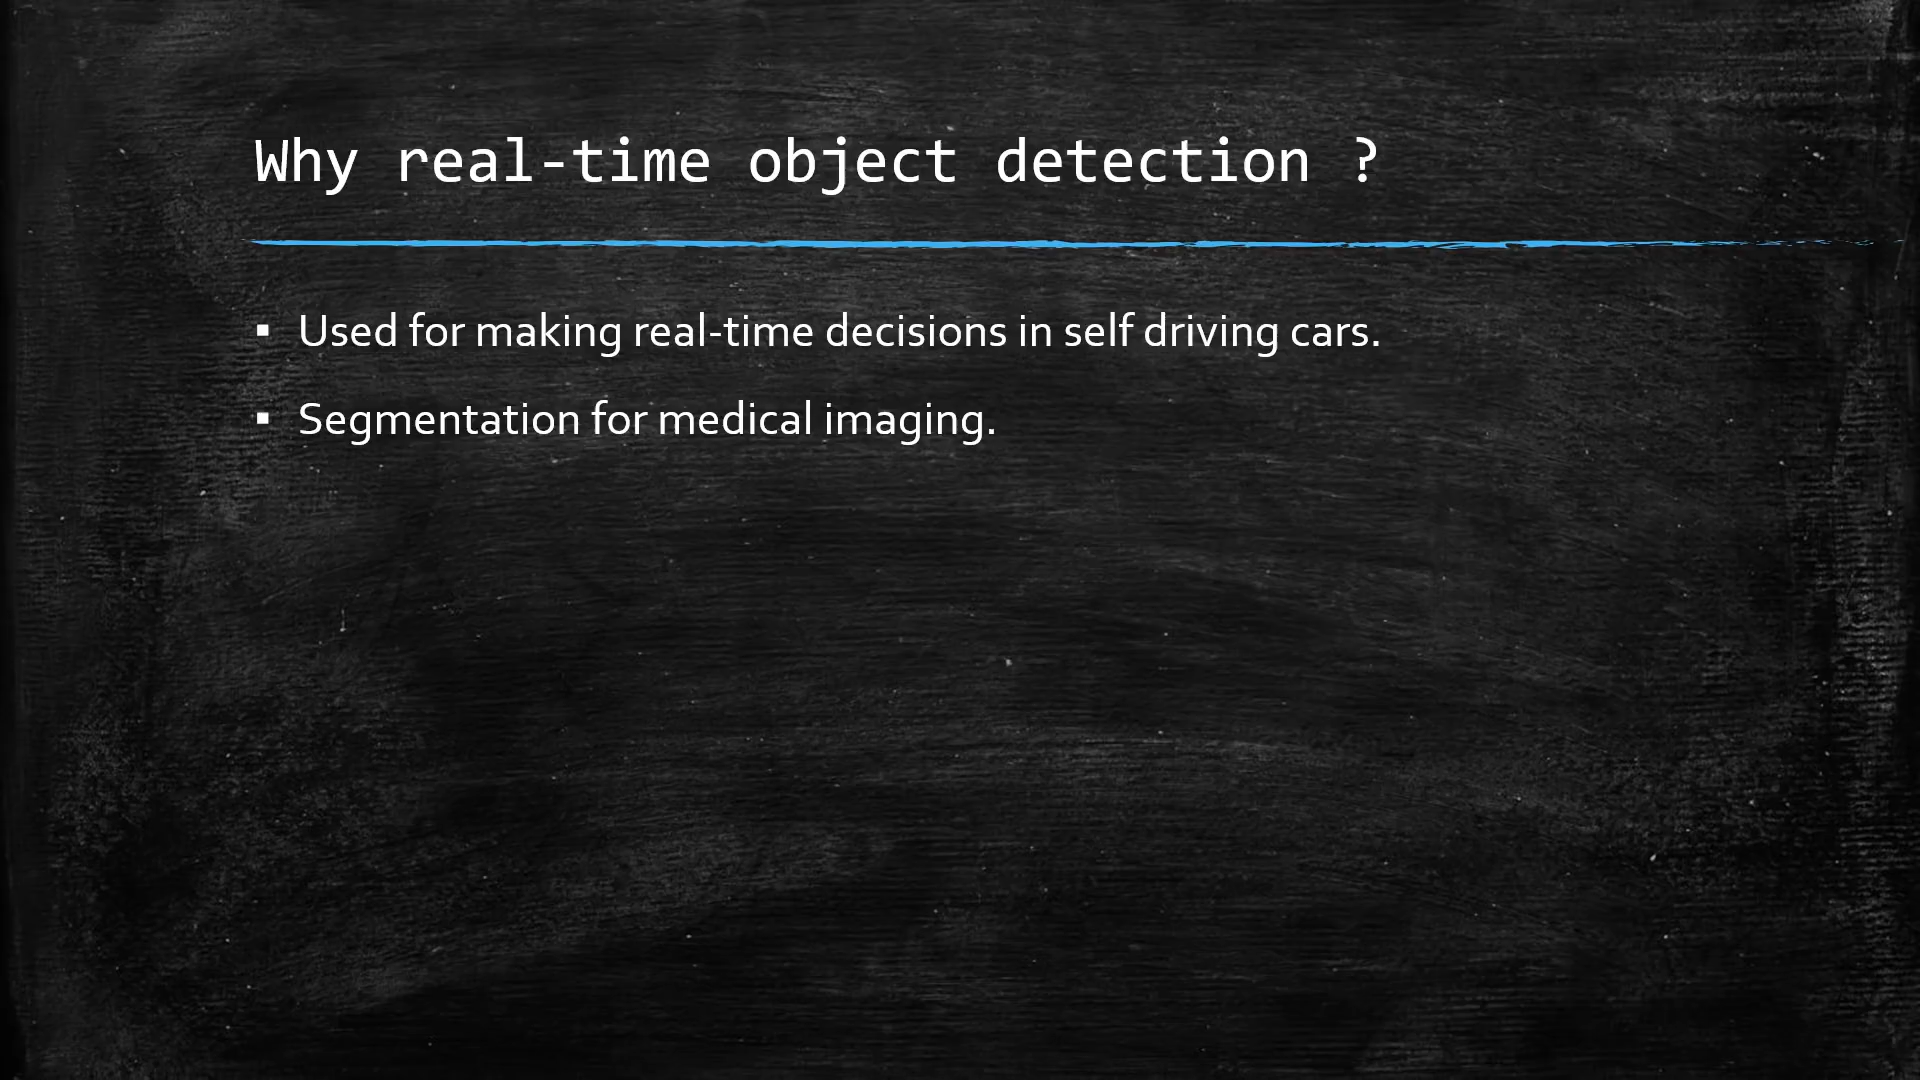 Why real-time object detection ?
▪ Used for making real-time decisions in self driving cars.
▪ Segmentation for medical imaging.